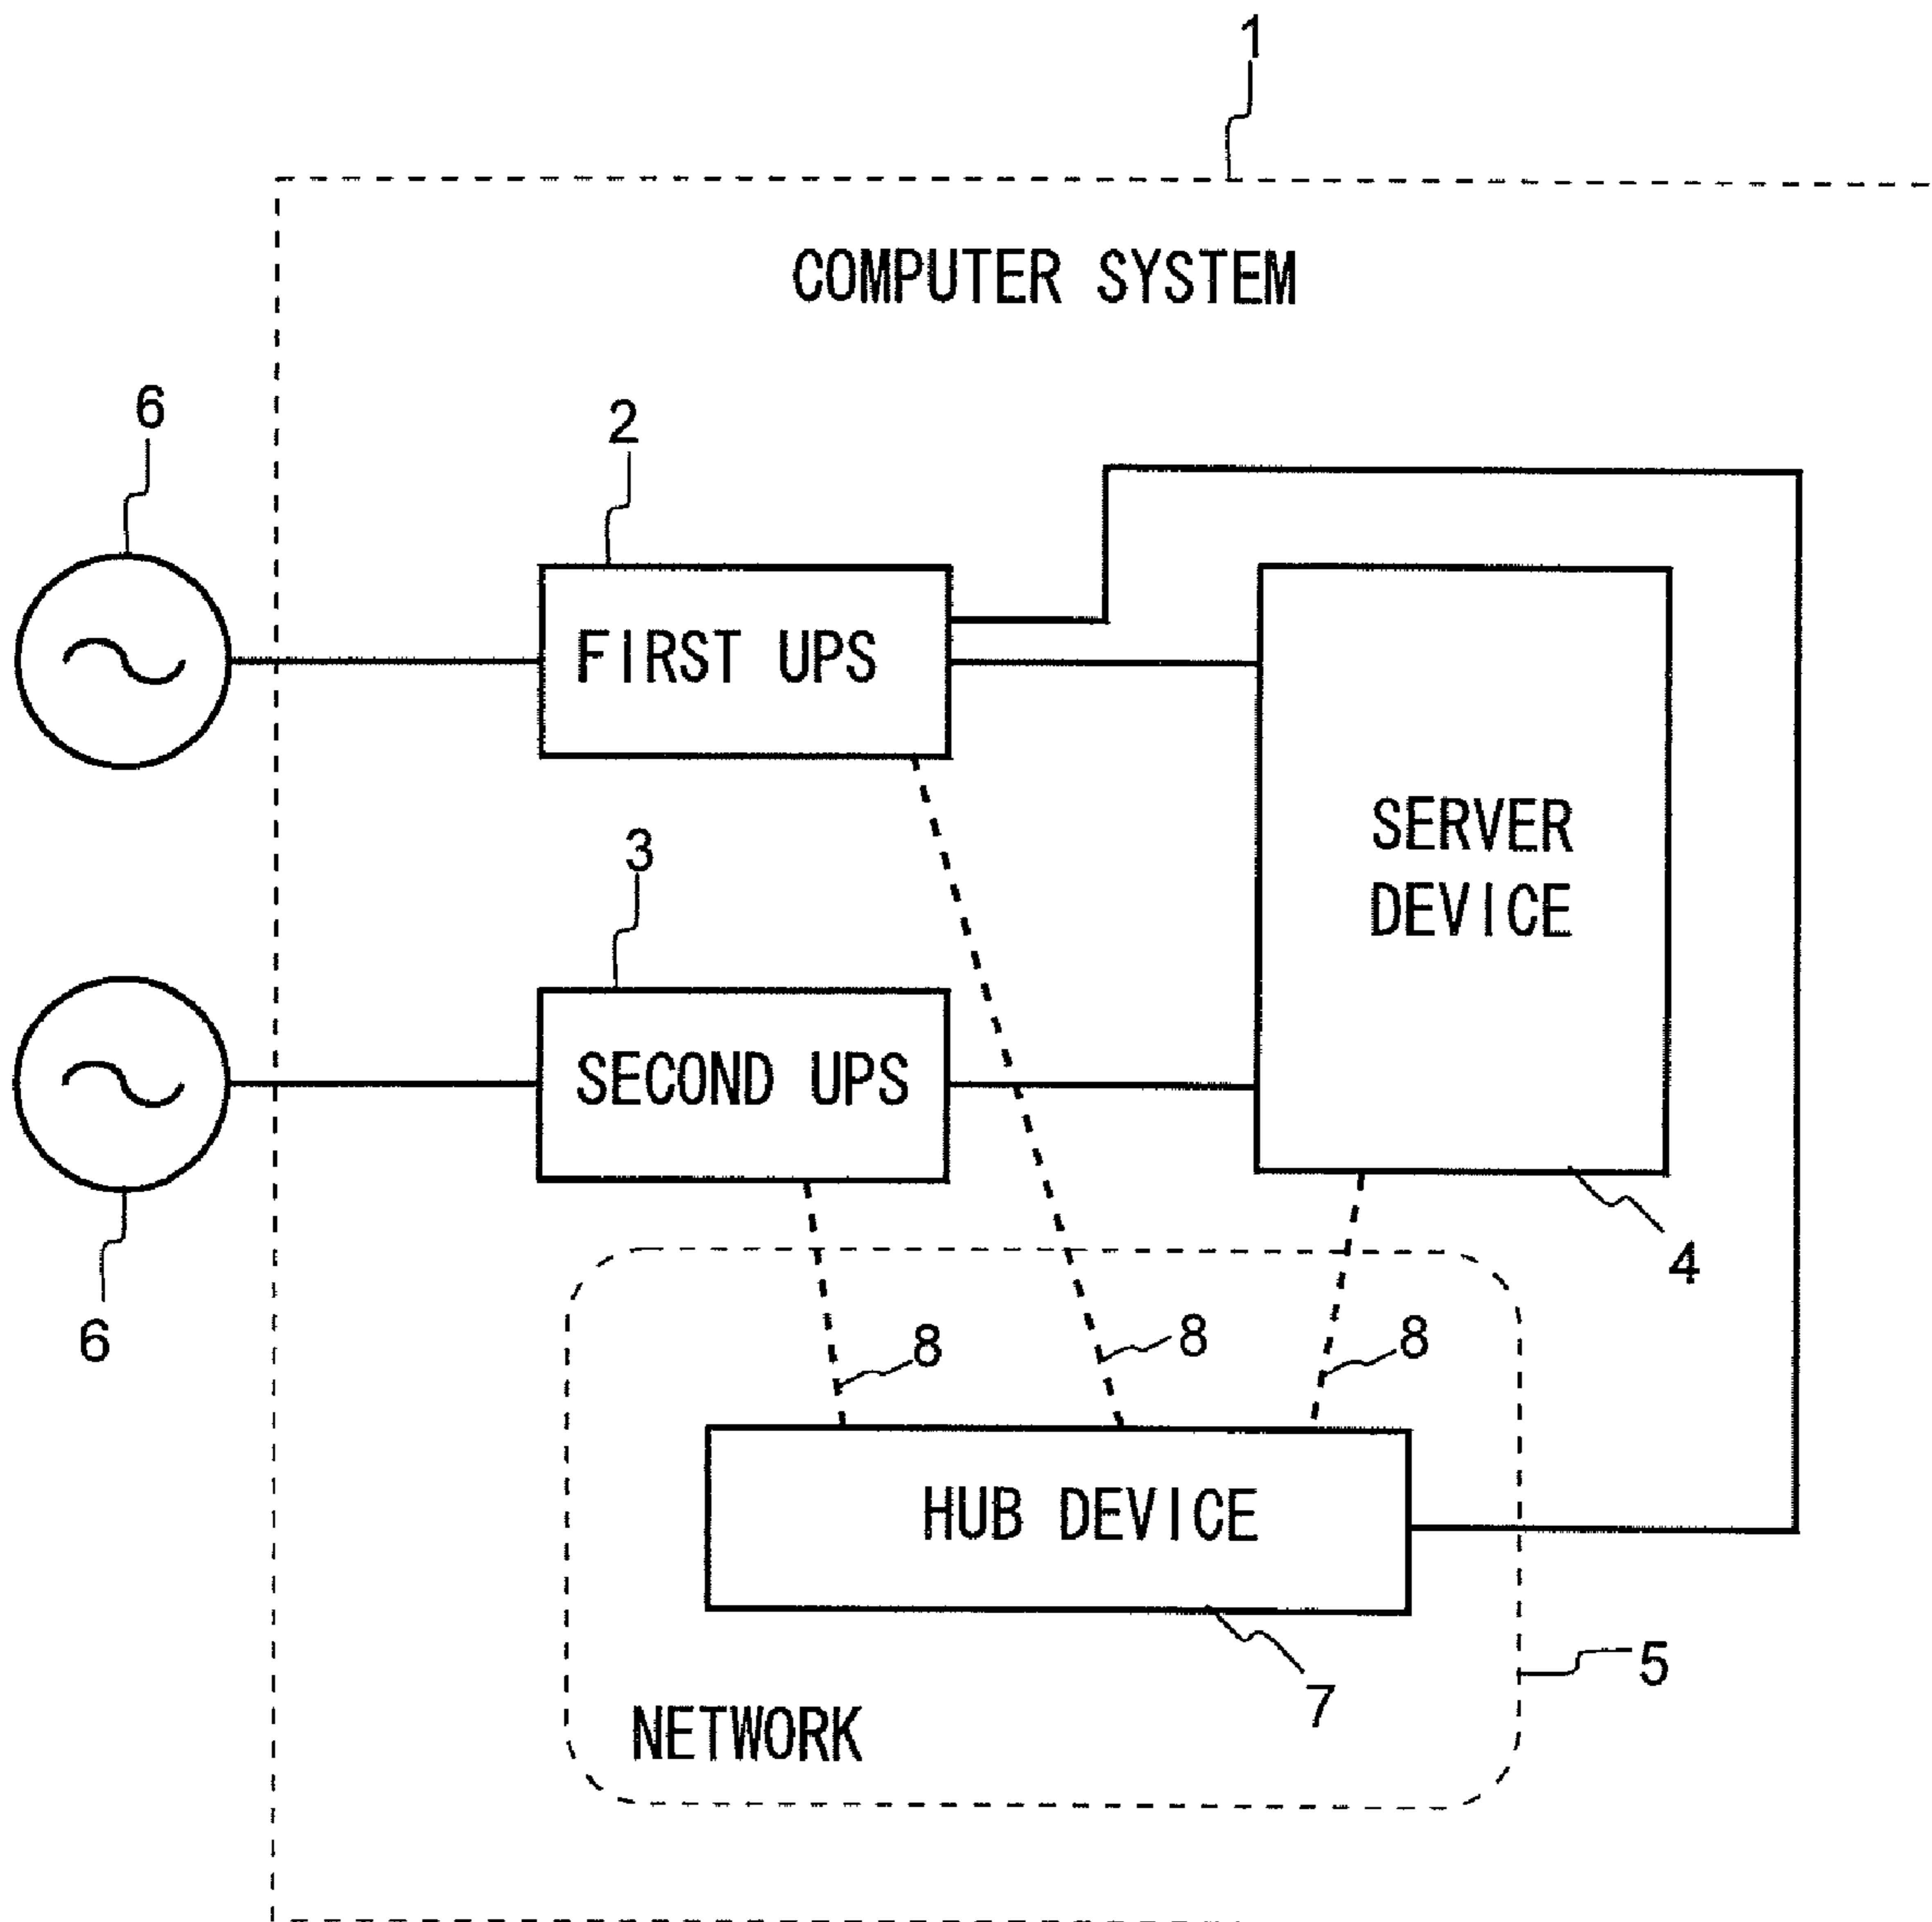 1
COMPUTER SYSTEM
6
2
FIRST UPS
SERVER
DEVICE
3
SECOND UPS
4
6
8
8
8
HUB DEVICE
5
7
NETWORK